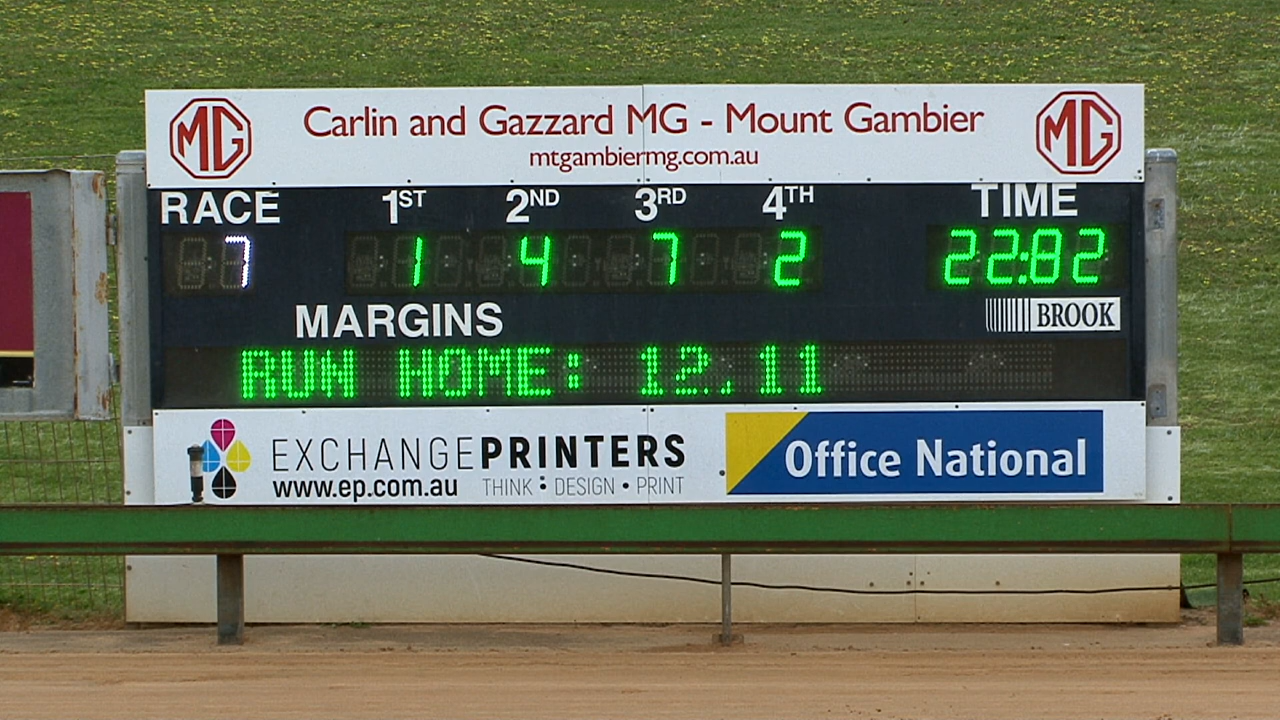 MG Carlin and Gazzard MG - Mount Gambier MG
mtgambiermg.com.au
RACE 1ST 2ND 3RD 4TH TIME
7 1 4 7 2 22:82
MARGINS BROOK
RUN HOME: 12.11
EXCHANGEPRINTERS Office National
www.ep.com.au THINK • DESIGN • PRINT